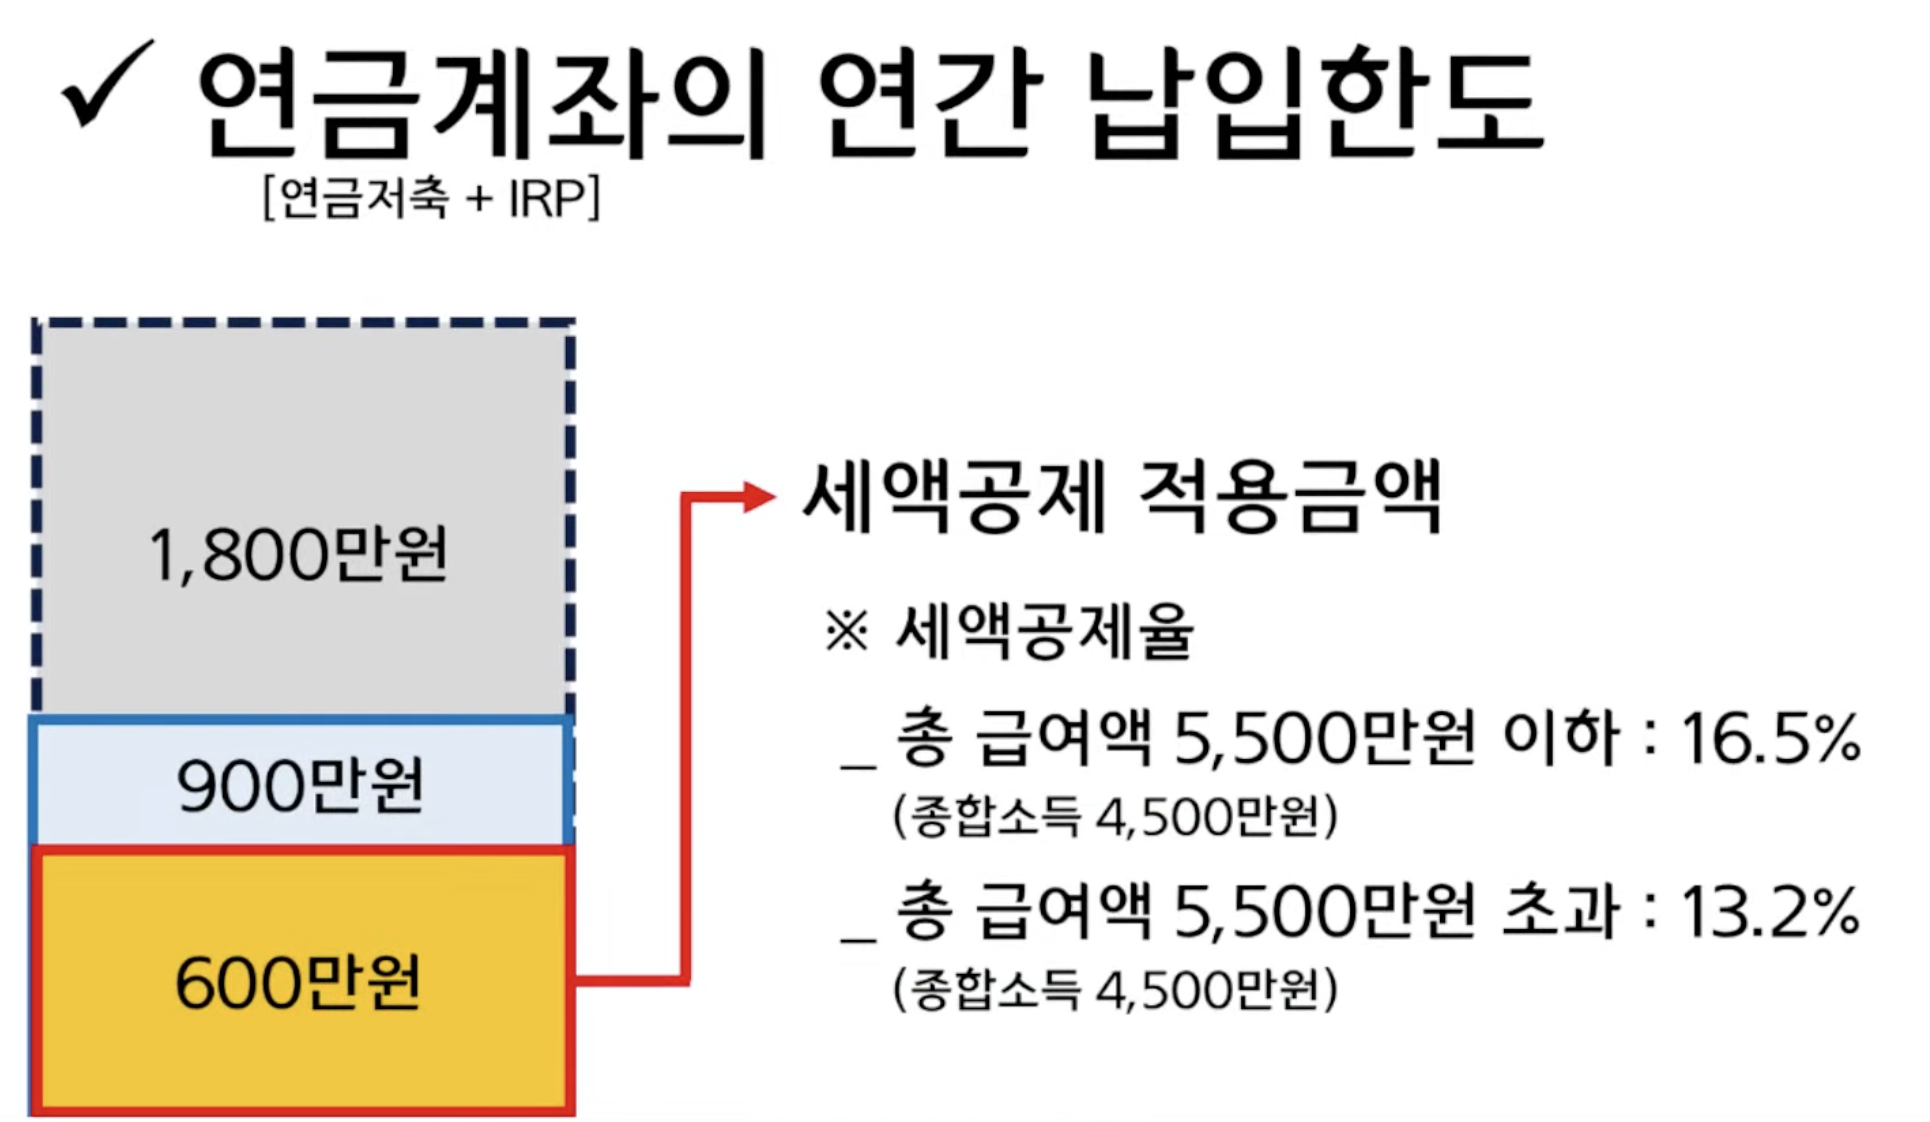 ✓ 연금계좌의 연간 납입한도
[연금저축 + IRP]
1,800만원
900만원
600만원
세액공제 적용금액
※ 세액공제율
_ 총 급여액 5,500만원 이하 : 16.5%
(종합소득 4,500만원)
_ 총 급여액 5,500만원 초과 : 13.2%
(종합소득 4,500만원)